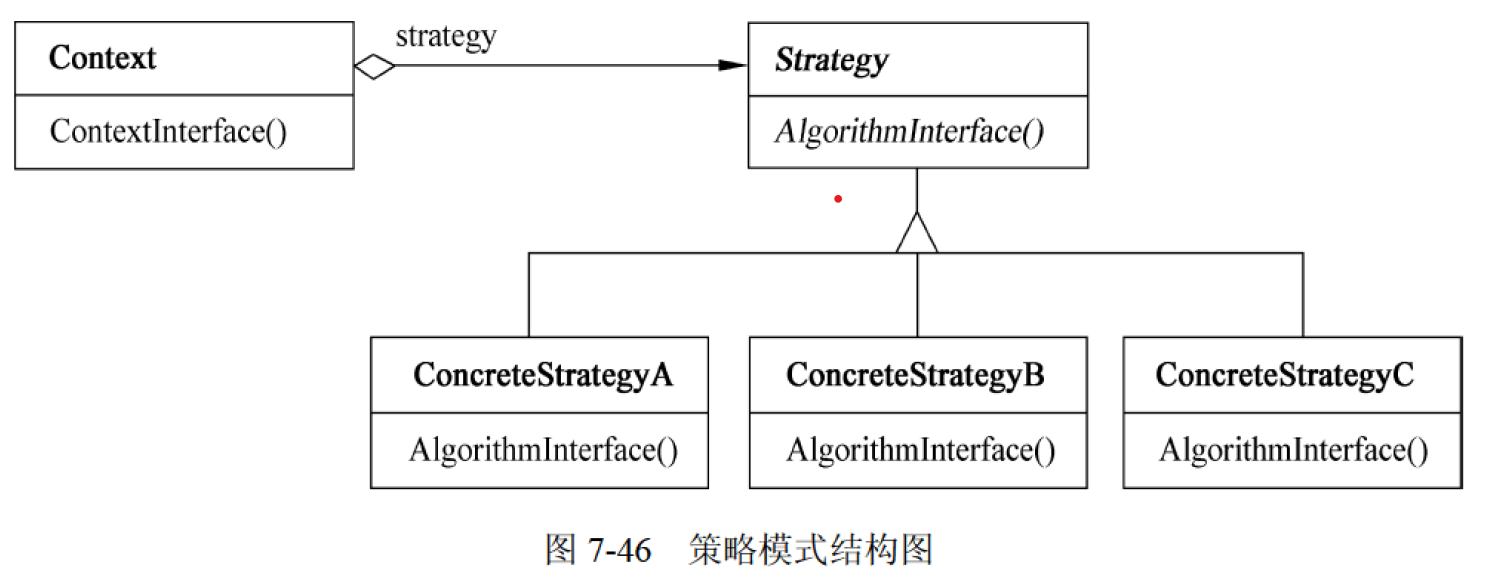 strategy
Context
Strategy
ContextInterface()
AlgorithmInterface()
ConcreteStrategyA
ConcreteStrategyB
ConcreteStrategyC
AlgorithmInterface()
AlgorithmInterface()
AlgorithmInterface()
图 7-46 策略模式结构图